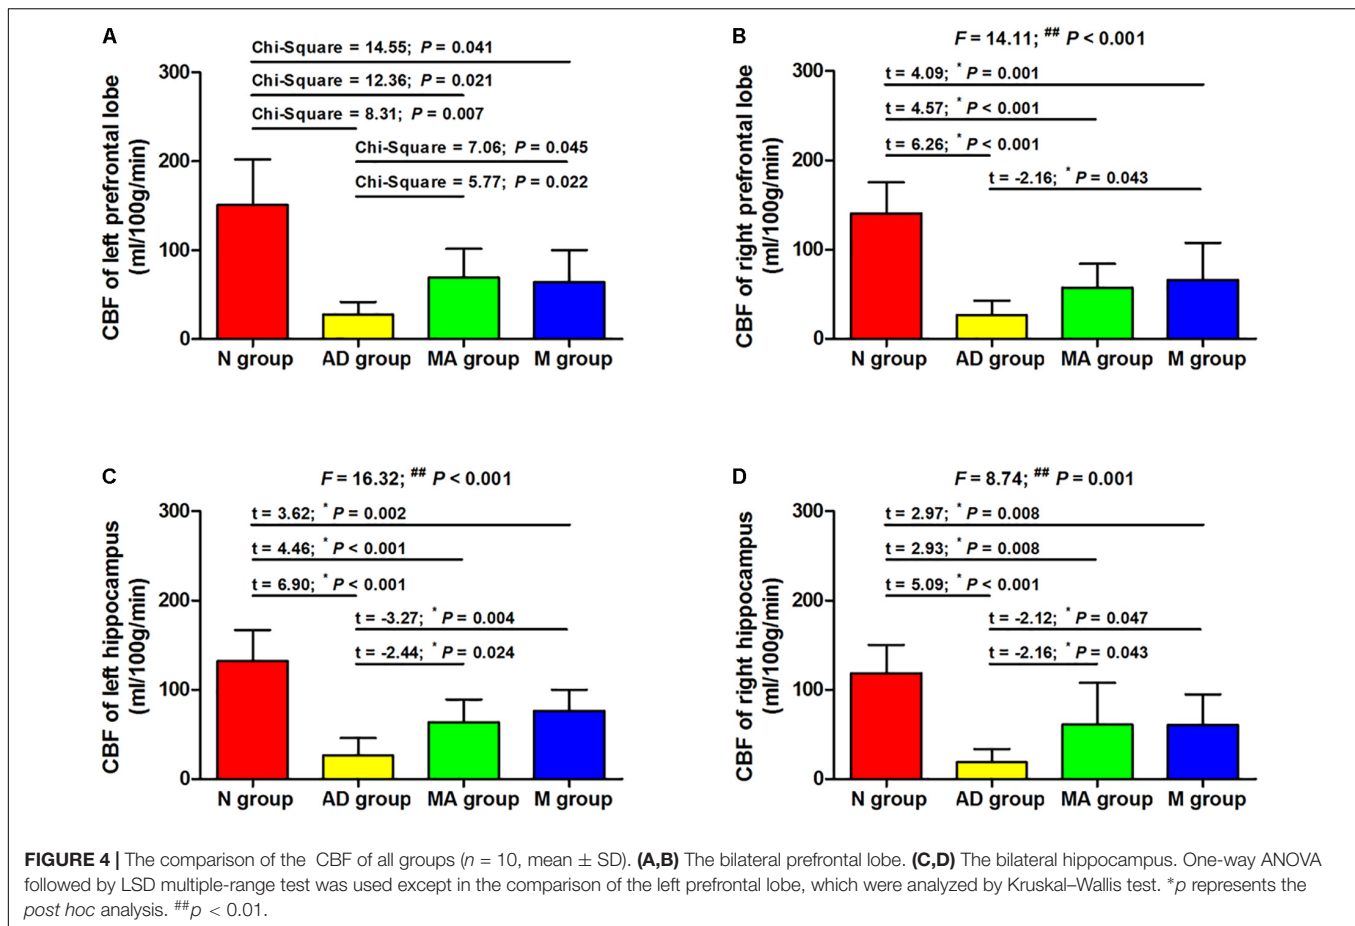 A
Chi-Square = 14.55; P = 0.041
Chi-Square = 12.36; P = 0.021
Chi-Square = 8.31; P = 0.007
Chi-Square = 7.06; P = 0.045
Chi-Square = 5.77; P = 0.022
CBF of left prefrontal lobe
(ml/100g/min)
300
200
100
0
N group AD group MA group M group
B
F = 14.11; ## P < 0.001
t = 4.09; * P = 0.001
t = 4.57; * P < 0.001
t = 6.26; * P < 0.001
t = -2.16; * P = 0.043
CBF of right prefrontal lobe
(ml/100g/min)
300
200
100
0
N group AD group MA group M group
C
F = 16.32; ## P < 0.001
t = 3.62; * P = 0.002
t = 4.46; * P < 0.001
t = 6.90; * P < 0.001
t = -3.27; * P = 0.004
t = -2.44; * P = 0.024
CBF of left hippocampus
(ml/100g/min)
300
200
100
0
N group AD group MA group M group
D
F = 8.74; ## P = 0.001
t = 2.97; * P = 0.008
t = 2.93; * P = 0.008
t = 5.09; * P < 0.001
t = -2.12; * P = 0.047
t = -2.16; * P = 0.043
CBF of right hippocampus
(ml/100g/min)
300
200
100
0
N group AD group MA group M group
FIGURE 4 | The comparison of the CBF of all groups (n = 10, mean ± SD). (A,B) The bilateral prefrontal lobe. (C,D) The bilateral hippocampus. One-way ANOVA
followed by LSD multiple-range test was used except in the comparison of the left prefrontal lobe, which were analyzed by Kruskal–Wallis test. *p represents the
post hoc analysis. ##p < 0.01.